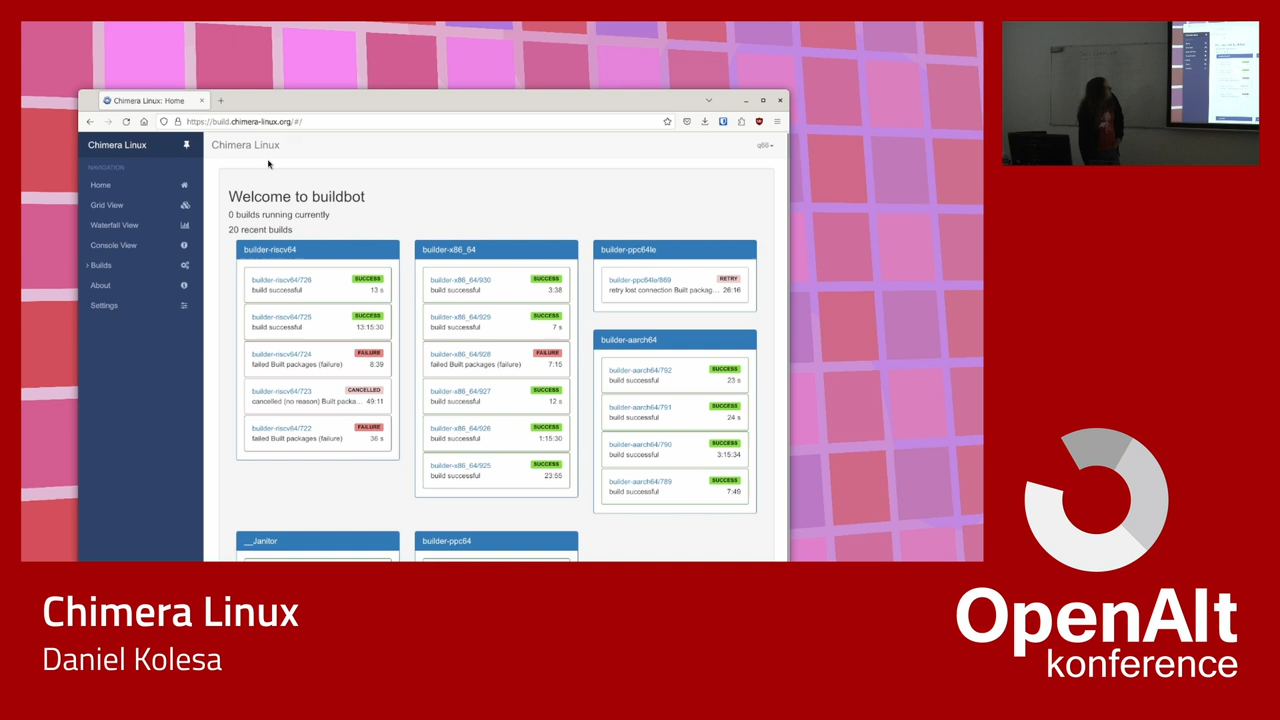 Chimera Linux: Home
https://build.chimera-linux.org/#/
Chimera Linux
NAVIGATION
Home
Grid View
Waterfall View
Console View
Builds
About
Settings
Chimera Linux
q66
Welcome to buildbot
0 builds running currently
20 recent builds
builder-riscv64
builder-riscv64/726 SUCCESS
build successful 13 s
builder-riscv64/725 SUCCESS
build successful 13:15:30
builder-riscv64/724 FAILURE
failed Built packages (failure) 8:39
builder-riscv64/723 CANCELLED
cancelled (no reason) Built packa... 49:11
builder-riscv64/722 FAILURE
failed Built packages (failure) 36 s
builder-x86_64
builder-x86_64/930 SUCCESS
build successful 3:38
builder-x86_64/929 SUCCESS
build successful 7 s
builder-x86_64/928 FAILURE
failed Built packages (failure) 7:15
builder-x86_64/927 SUCCESS
build successful 12 s
builder-x86_64/926 SUCCESS
build successful 1:15:30
builder-x86_64/925 SUCCESS
build successful 23:55
builder-ppc64le
builder-ppc64le/869 RETRY
retry lost connection Built packag... 26:16
builder-aarch64
builder-aarch64/792 SUCCESS
build successful 23 s
builder-aarch64/791 SUCCESS
build successful 24 s
builder-aarch64/790 SUCCESS
build successful 3:15:34
builder-aarch64/789 SUCCESS
build successful 7:49
__Janitor
builder-ppc64
Chimera Linux
Daniel Kolesa
OpenAlt
konference